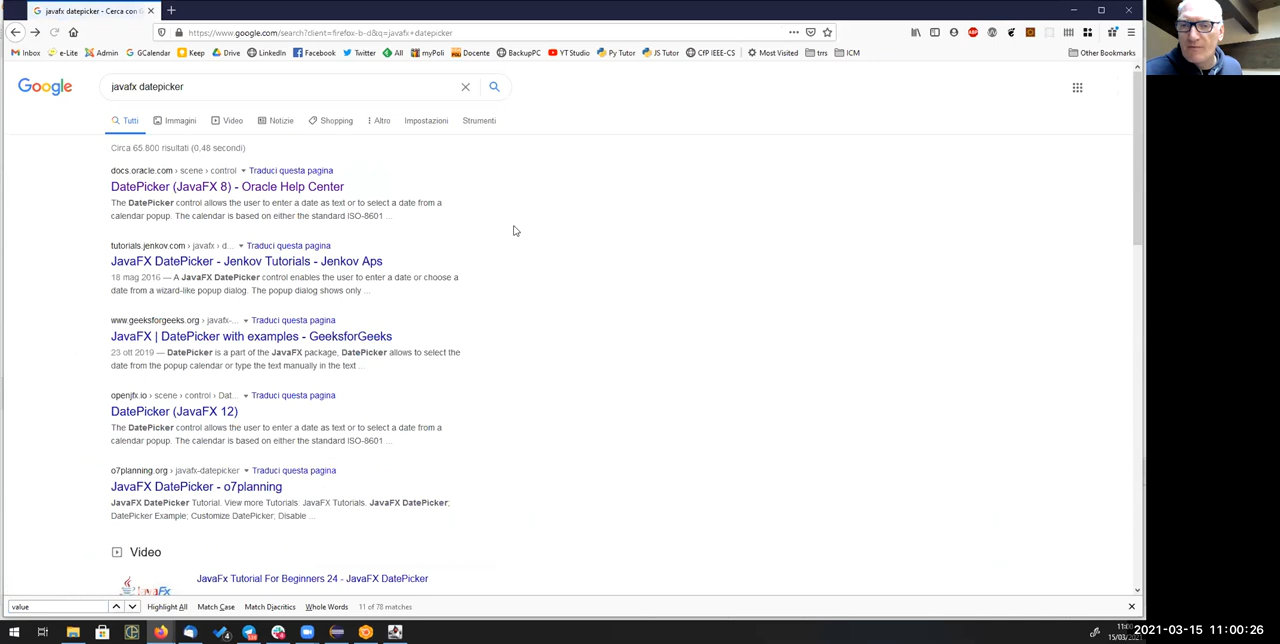 javafx datepicker - Cerca con G
https://www.google.com/search?client=firefox-b-d&q=javafx+datepicker
Inbox e-Lite Admin GCalendar Keep Drive LinkedIn Facebook Twitter All myPoli Docente BackupPC YT Studio Py Tutor JS Tutor CfP IEEE-CS Most Visited trrs ICM Other Bookmarks
Google
javafx datepicker
Tutti Immagini Video Notizie Shopping Altro Impostazioni Strumenti
Circa 65.800 risultati (0,48 secondi)
docs.oracle.com › scene › control Traduci questa pagina
DatePicker (JavaFX 8) - Oracle Help Center
The DatePicker control allows the user to enter a date as text or to select a date from a
calendar popup. The calendar is based on either the standard ISO-8601 ...
tutorials.jenkov.com › javafx › d... Traduci questa pagina
JavaFX DatePicker - Jenkov Tutorials - Jenkov Aps
18 mag 2016 — A JavaFX DatePicker control enables the user to enter a date or choose a
date from a wizard-like popup dialog. The popup dialog shows only ...
www.geeksforgeeks.org › javafx-... Traduci questa pagina
JavaFX | DatePicker with examples - GeeksforGeeks
23 ott 2019 — DatePicker is a part of the JavaFX package, DatePicker allows to select the
date from the popup calendar or type the text manually in the text ...
openjfx.io › scene › control › Dat... Traduci questa pagina
DatePicker (JavaFX 12)
The DatePicker control allows the user to enter a date as text or to select a date from a
calendar popup. The calendar is based on either the standard ISO-8601 ...
o7planning.org › javafx-datepicker Traduci questa pagina
JavaFX DatePicker - o7planning
JavaFX DatePicker Tutorial. View more Tutorials: JavaFX Tutorials. JavaFX DatePicker;
DatePicker Example; Customize DatePicker; Disable ...
Video
JavaFx Tutorial For Beginners 24 - JavaFX DatePicker
value Highlight All Match Case Match Diacritics Whole Words 11 of 78 matches
2021-03-15 11:00:26